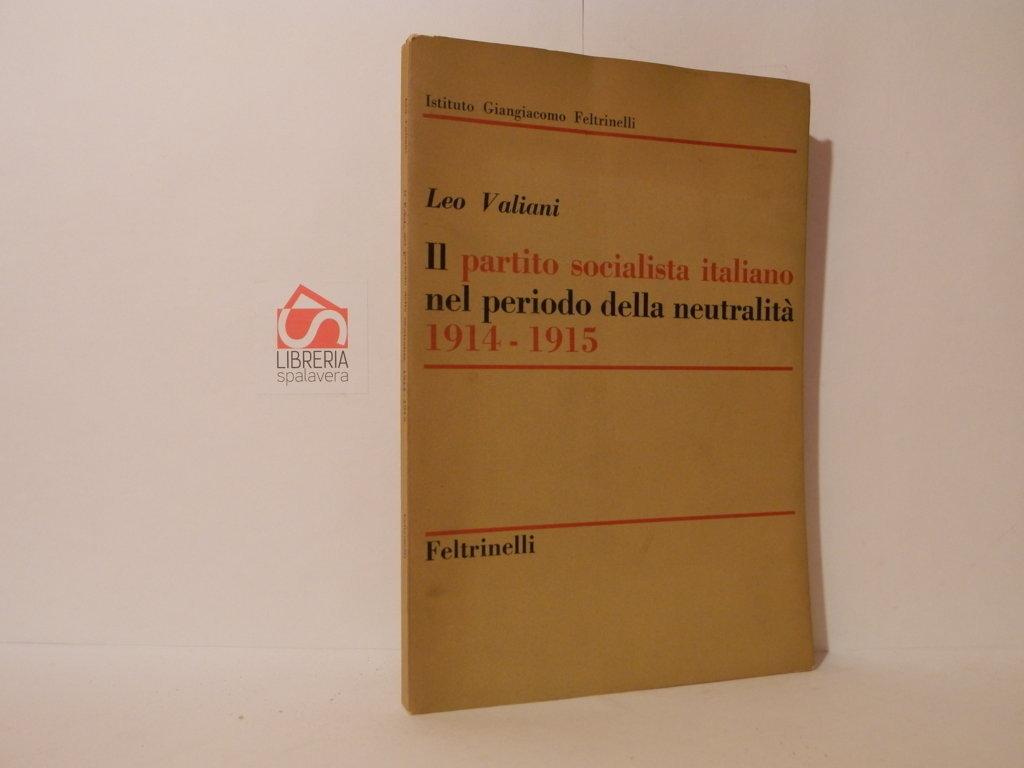 Istituto Giangiacomo Feltrinelli
Leo Valiani
Il partito socialista italiano
nel periodo della neutralità
1914 - 1915
Feltrinelli
LIBRERIA
spalavera